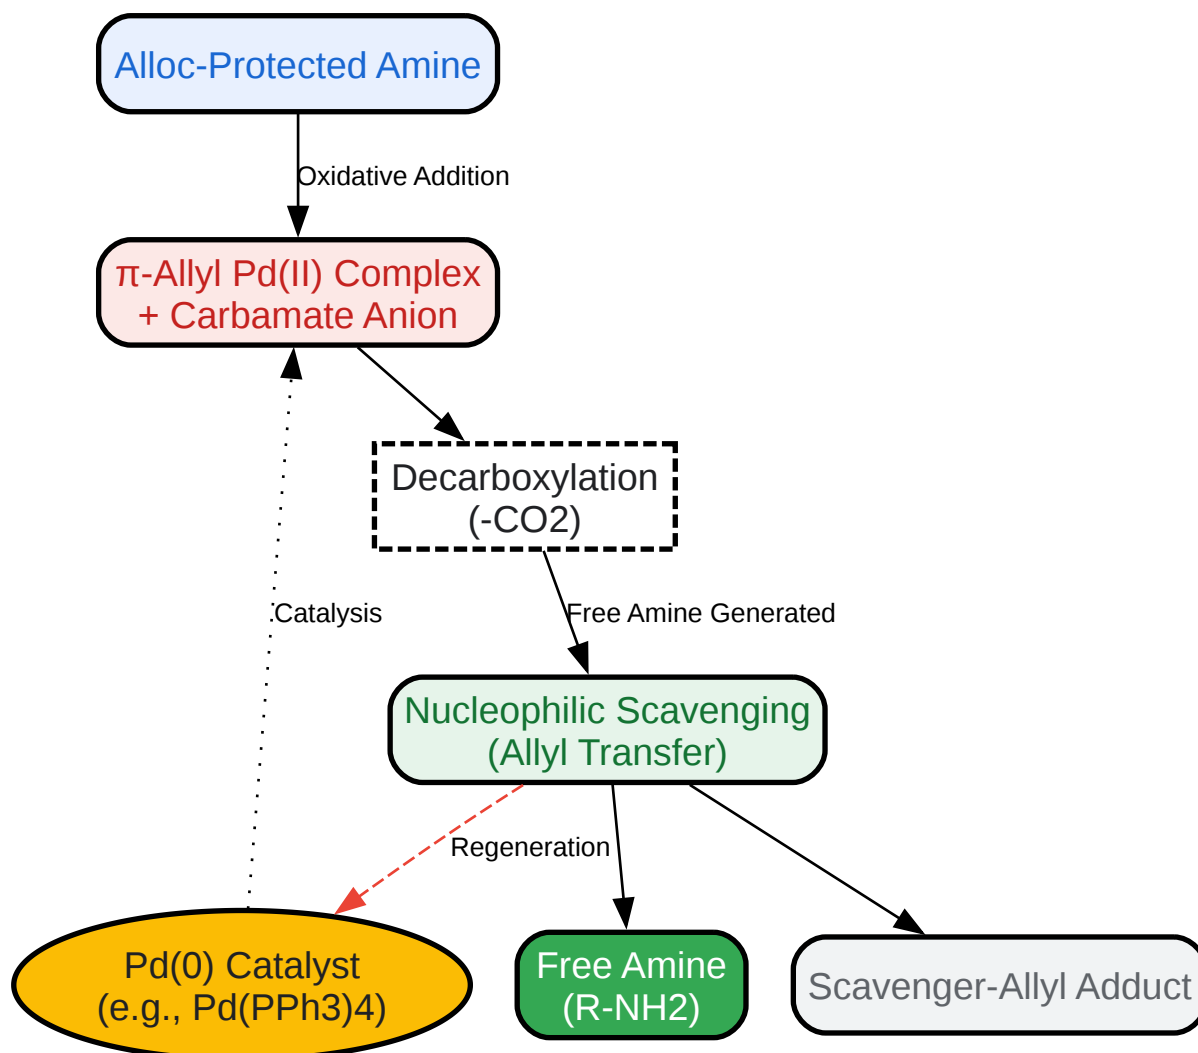 Alloc-Protected Amine
Oxidative Addition
π-Allyl Pd(II) Complex
+ Carbamate Anion
Decarboxylation
(-CO2)
Catalysis
Free Amine Generated
Nucleophilic Scavenging
(Allyl Transfer)
Regeneration
Pd(0) Catalyst
(e.g., Pd(PPh3)4)
Free Amine
(R-NH2)
Scavenger-Allyl Adduct